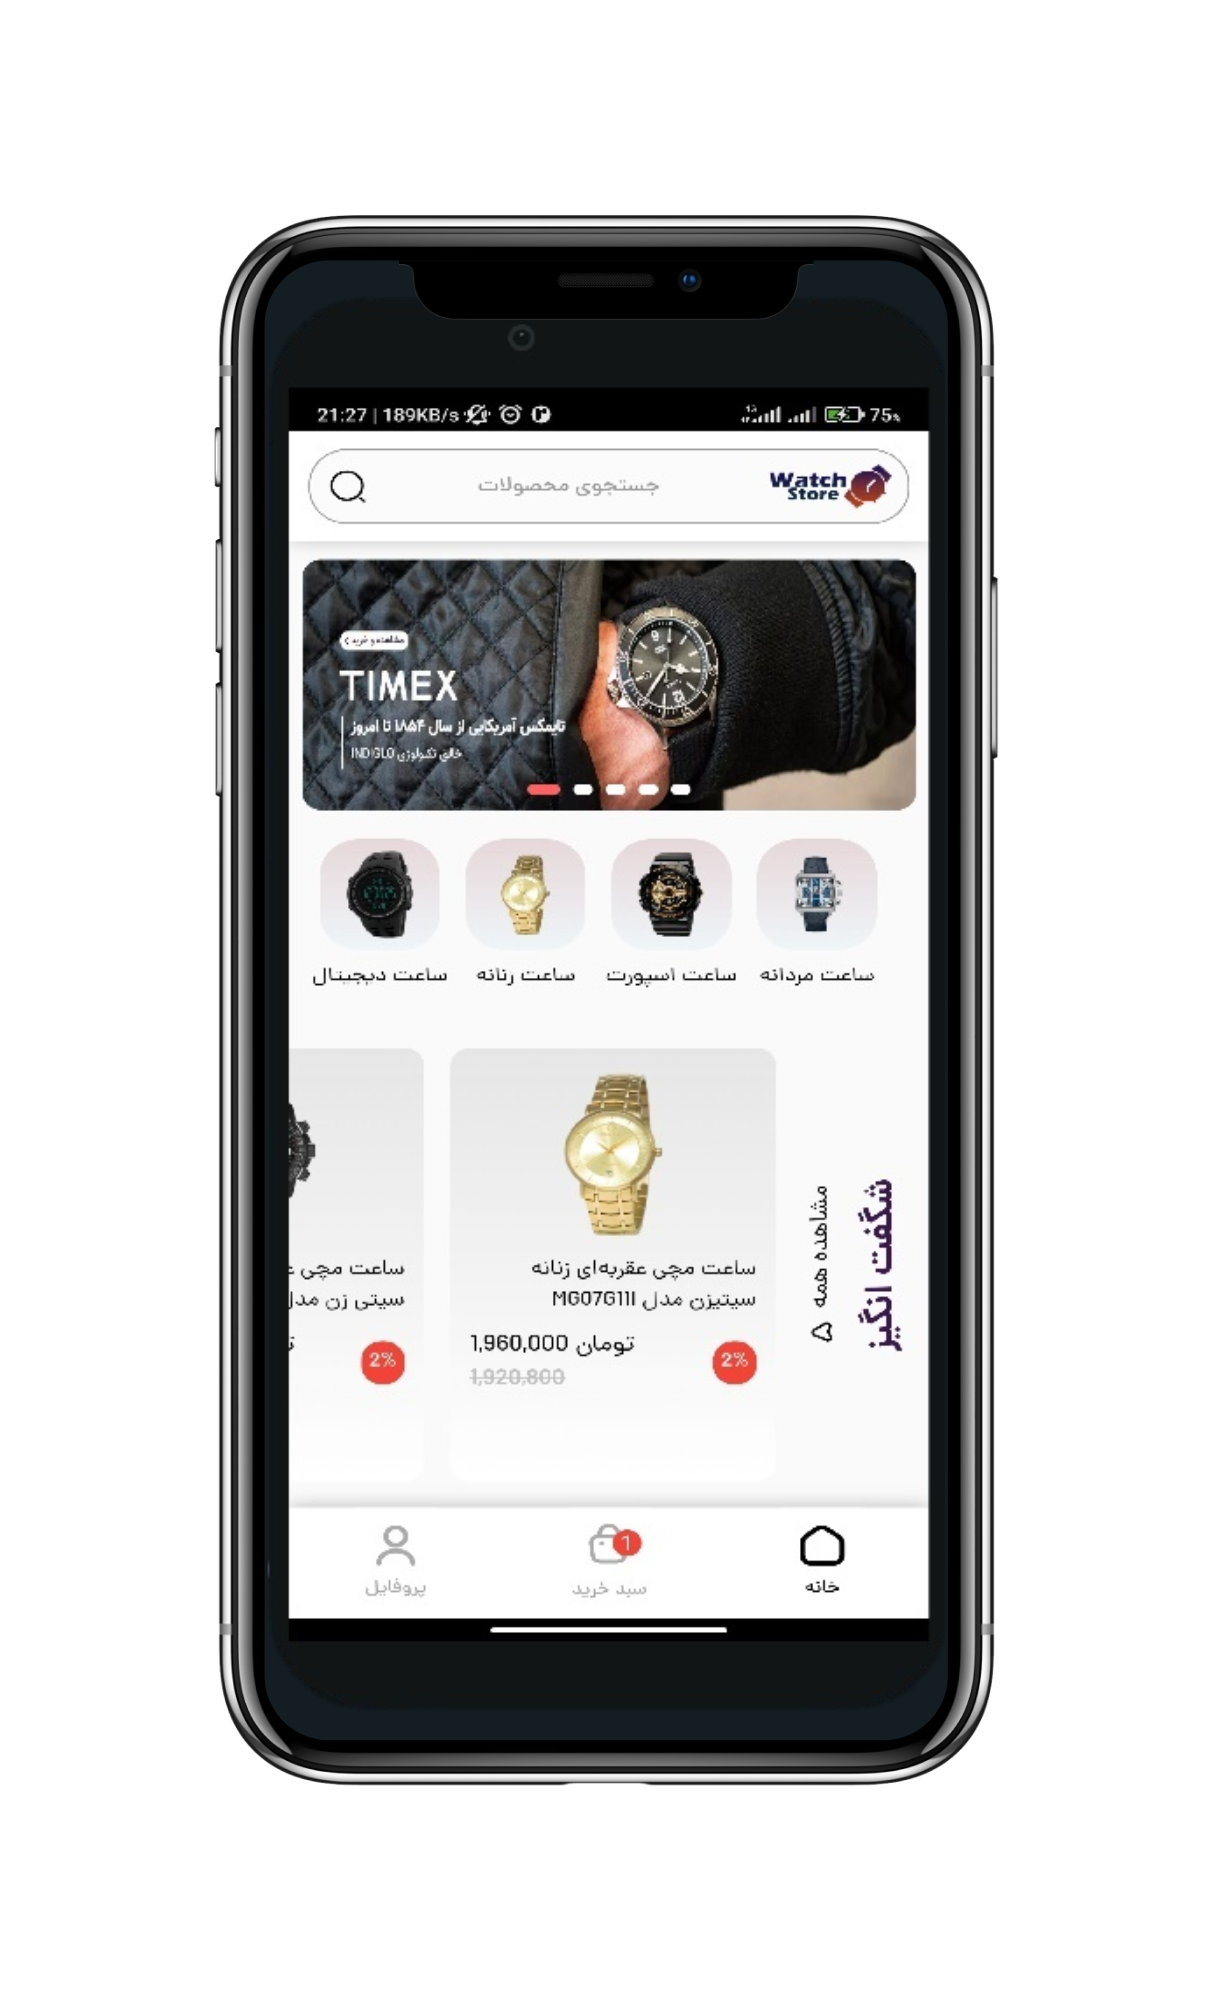 21:27 | 189KB/s
75%
Watch
Store
جستجوی محصولات
مشاهده و خرید
TIMEX
تایمکس آمریکایی از سال ۱۸۵۴ تا امروز
خالق تکنولوژی INDIGLO
ساعت مردانه
ساعت اسپورت
ساعت زنانه
ساعت دیجیتال
شگفت انگیز
مشاهده همه
ساعت مچی عقربه‌ای زنانه
سیتیزن مدل MG07G111
1,960,000 تومان
1,920,800
2%
ساعت مچی
سیتی زن مدل
2%
خانه
سبد خرید
1
پروفایل